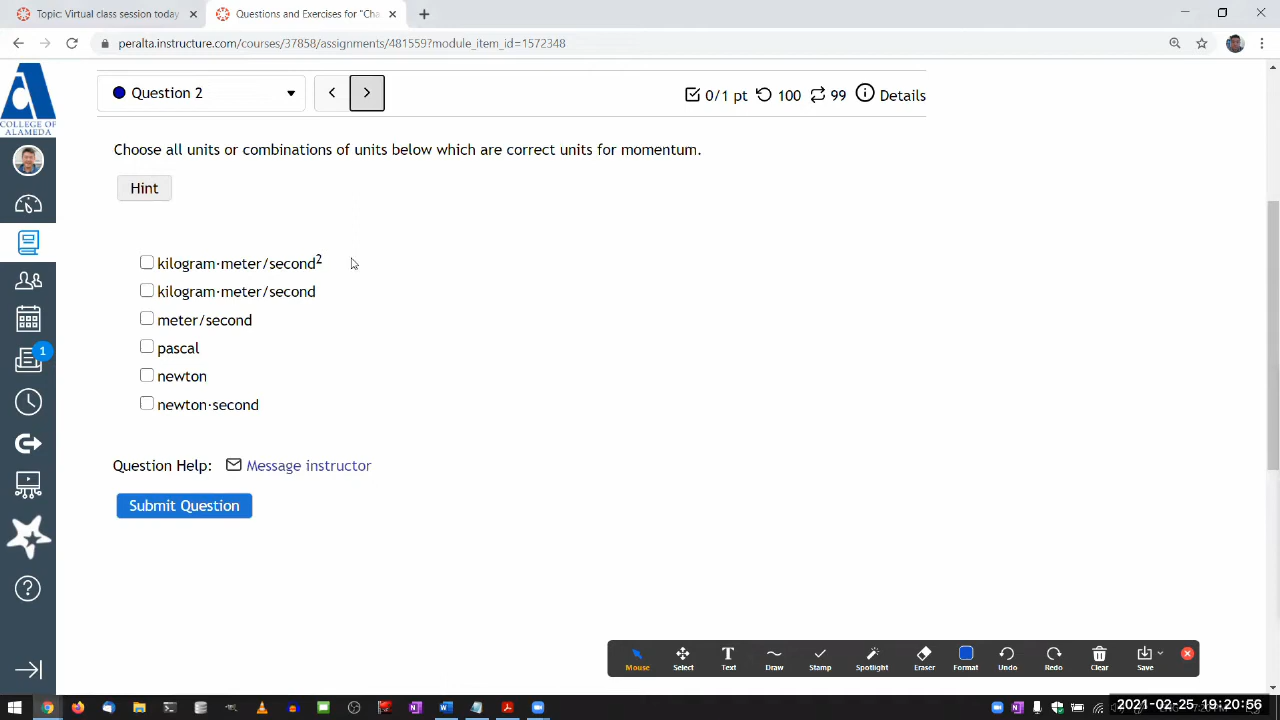 Topic: Virtual class session today
Questions and Exercises for "Cha
peralta.instructure.com/courses/37858/assignments/481559?module_item_id=1572348
COLLEGE OF
ALAMEDA
Question 2
0/1 pt
100
99
Details
Choose all units or combinations of units below which are correct units for momentum.
Hint
kilogram·meter/second²
kilogram·meter/second
meter/second
pascal
newton
newton·second
1
Question Help: Message instructor
Submit Question
Mouse
Select
Text
Draw
Stamp
Spotlight
Eraser
Format
Undo
Redo
Clear
Save
2021-02-25 19:20:56